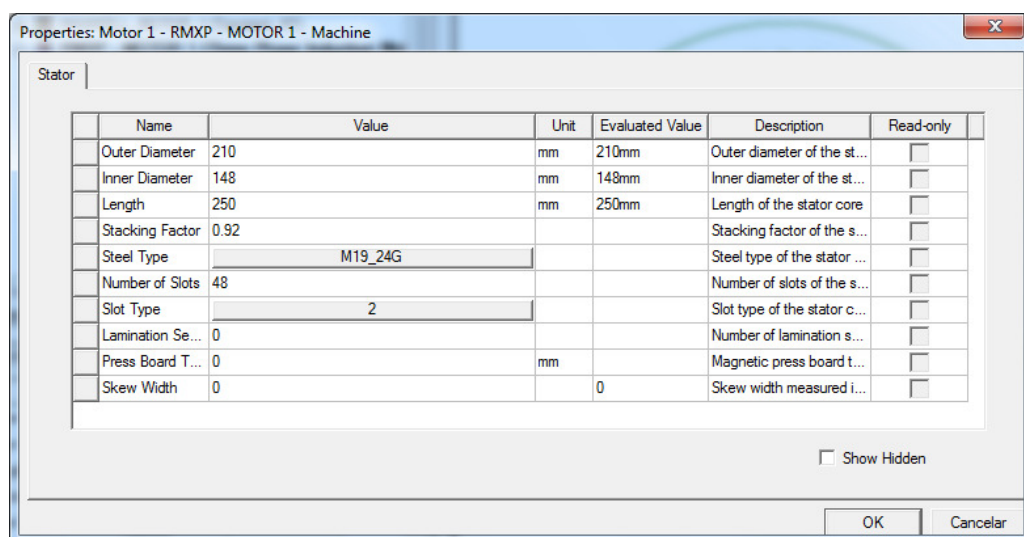 Properties: Motor 1 - RMXP - MOTOR 1 - Machine
Stator
Name Value Unit Evaluated Value Description Read-only
Outer Diameter 210 mm 210mm Outer diameter of the st...
Inner Diameter 148 mm 148mm Inner diameter of the st...
Length 250 mm 250mm Length of the stator core
Stacking Factor 0.92 Stacking factor of the s...
Steel Type M19_24G Steel type of the stator ...
Number of Slots 48 Number of slots of the s...
Slot Type 2 Slot type of the stator c...
Lamination Se... 0 Number of lamination s...
Press Board T... 0 mm Magnetic press board t...
Skew Width 0 0 Skew width measured i...
Show Hidden
OK Cancelar